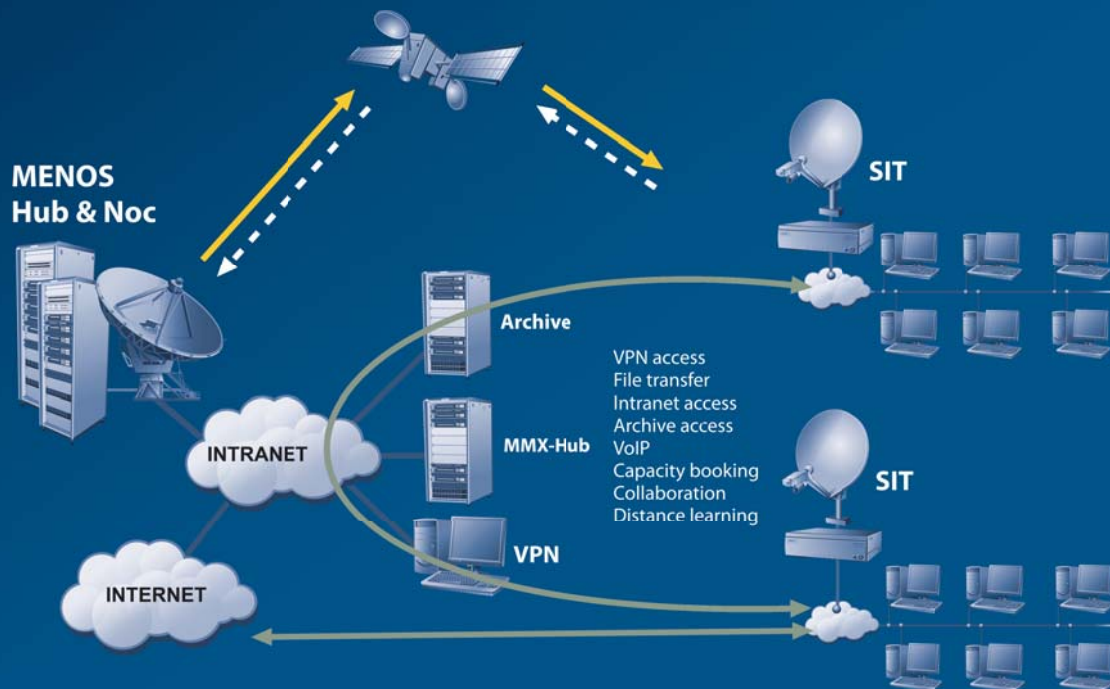 MENOS
Hub & Noc
SIT
Archive
INTRANET
MMX-Hub
VPN access
File transfer
Intranet access
Archive access
VoIP
Capacity booking
Collaboration
Distance learning
SIT
VPN
INTERNET